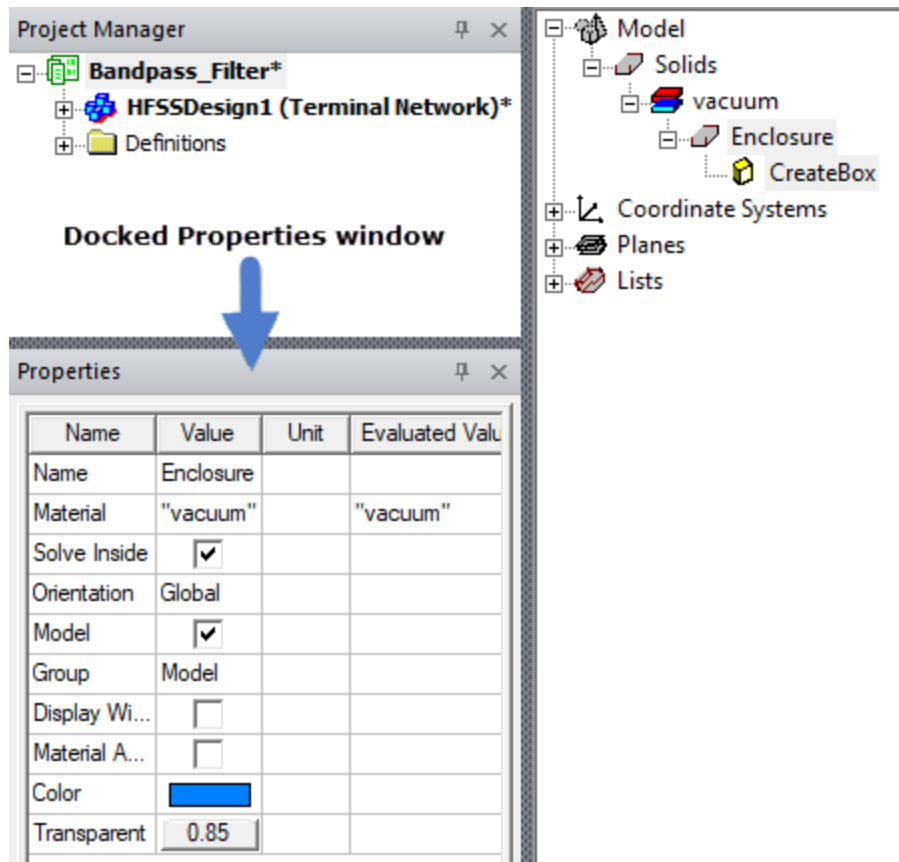 Project Manager
Bandpass_Filter*
HFSSDesign1 (Terminal Network)*
Definitions
Docked Properties window
Properties
Name Value Unit Evaluated Valu
Name Enclosure
Material "vacuum" "vacuum"
Solve Inside
Orientation Global
Model
Group Model
Display Wi...
Material A...
Color
Transparent 0.85
Model
Solids
vacuum
Enclosure
CreateBox
Coordinate Systems
Planes
Lists